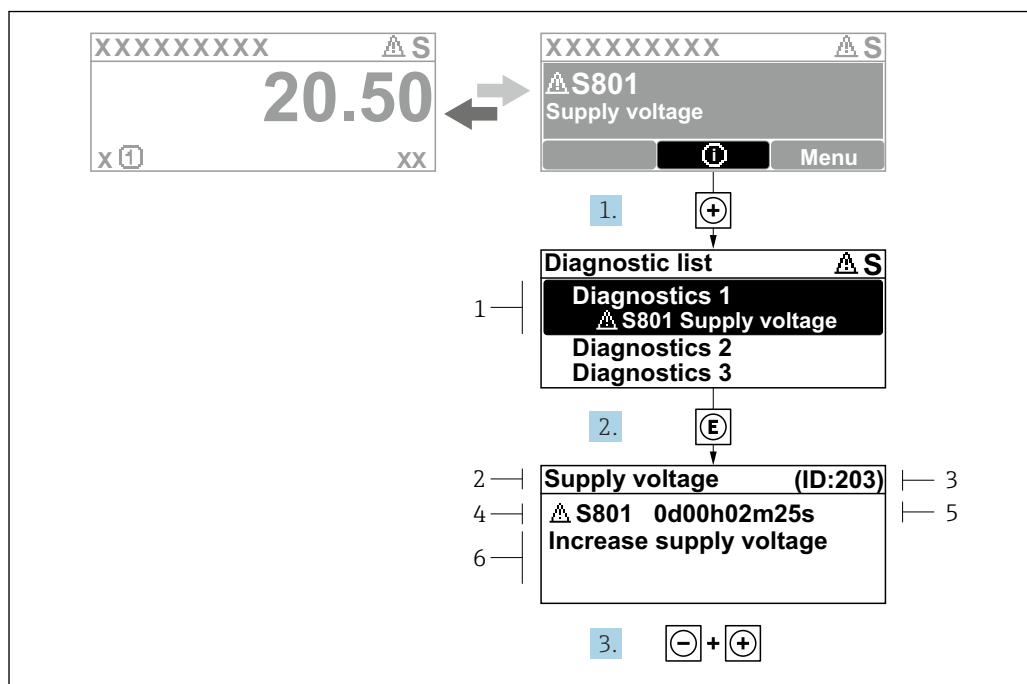 XXXXXXXXX ⚠ S
20.50
X ① XX
XXXXXXXXX ⚠ S
⚠ S801
Supply voltage
ⓘ Menu
1. +
Diagnostic list ⚠ S
1
Diagnostics 1
⚠ S801 Supply voltage
Diagnostics 2
Diagnostics 3
2. E
2 Supply voltage (ID:203) 3
4 ⚠ S801 0d00h02m25s 5
6 Increase supply voltage
3. − + +